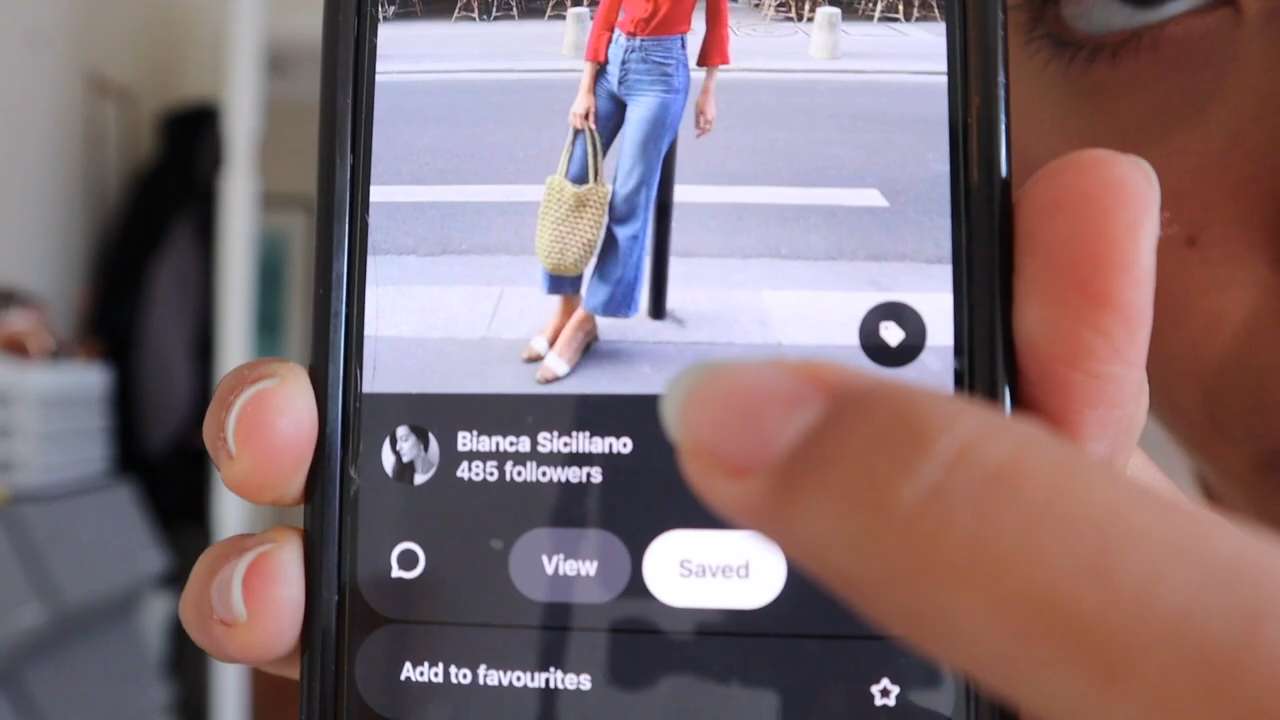 Bianca Siciliano
485 followers
View
Saved
Add to favourites